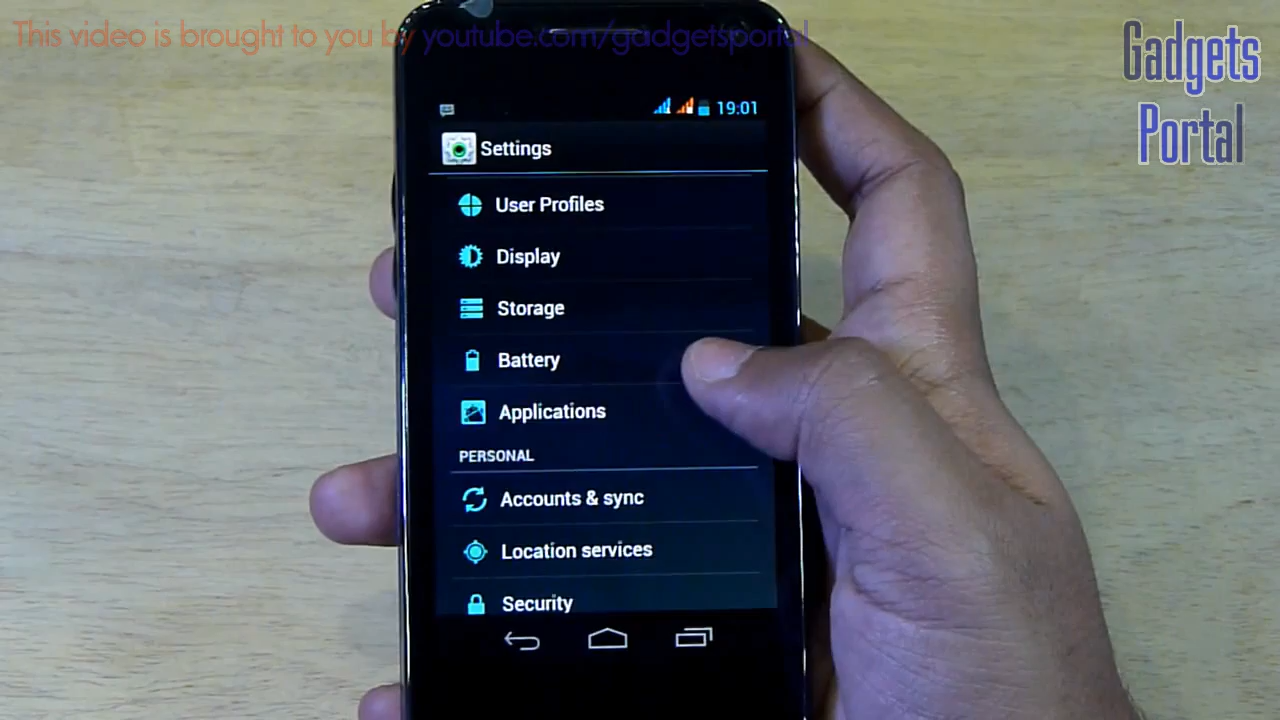 This video is brought to you by youtube.com/gadgetsportal
Gadgets
Portal
19:01
Settings
User Profiles
Display
Storage
Battery
Applications
PERSONAL
Accounts & sync
Location services
Security